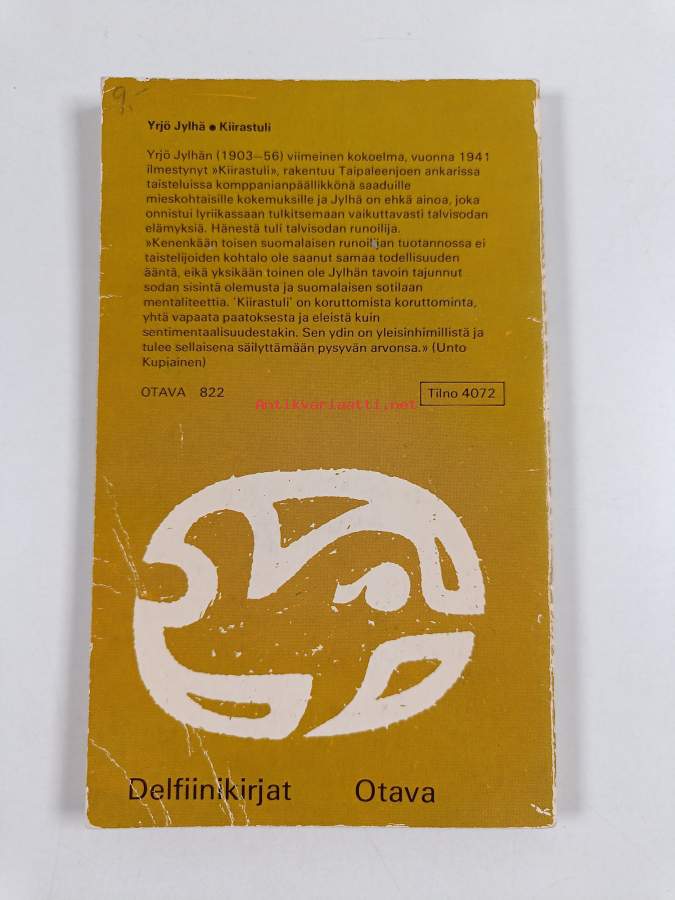 9,-
Yrjö Jylhä ● Kiirastuli
Yrjö Jylhän (1903—56) viimeinen kokoelma, vuonna 1941
ilmestynyt »Kiirastuli», rakentuu Taipaleenjoen ankarissa
taisteluissa komppanianpäällikkönä saaduille
mieskohtaisille kokemuksille ja Jylhä on ehkä ainoa, joka
onnistui lyriikassaan tulkitsemaan vaikuttavasti talvisodan
elämyksiä. Hänestä tuli talvisodan runoilija.
»Kenenkään toisen suomalaisen runoilijan tuotannossa ei
taistelijoiden kohtalo ole saanut samaa todellisuuden
ääntä, eikä yksikään toinen ole Jylhän tavoin tajunnut
sodan sisintä olemusta ja suomalaisen sotilaan
mentaliteettia. 'Kiirastuli' on koruttomista koruttominta,
yhtä vapaata paatoksesta ja eleistä kuin
sentimentaalisuudestakin. Sen ydin on yleisinhimillistä ja
tulee sellaisena säilyttämään pysyvän arvonsa.» (Unto
Kupiainen)
OTAVA 822
Tilno 4072
Antikvariaatti.net
Delfiinikirjat Otava